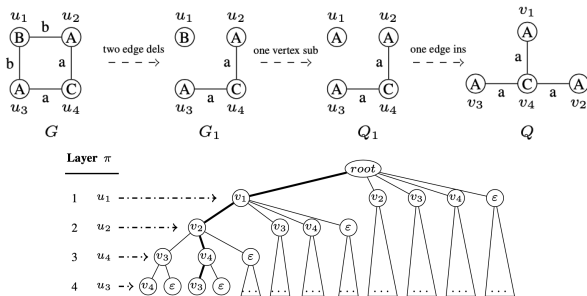 u1 b u2 u1 u2 u1 u2 v1
B A B A A A A
two edge dels one vertex sub one edge ins
b a a a a
A C A C A C A C A
u3 a u4 u3 a u4 u3 a u4 v3 a v4 a v2
G G1 Q1 Q
Layer π
root
1 u1 v1 v2 v3 v4 ε
2 u2 v2 v3 v4 ε
3 u4 v3 v4 ε
4 u3 v4 ε v3 ε ... ... ... ... ... ... ... ...